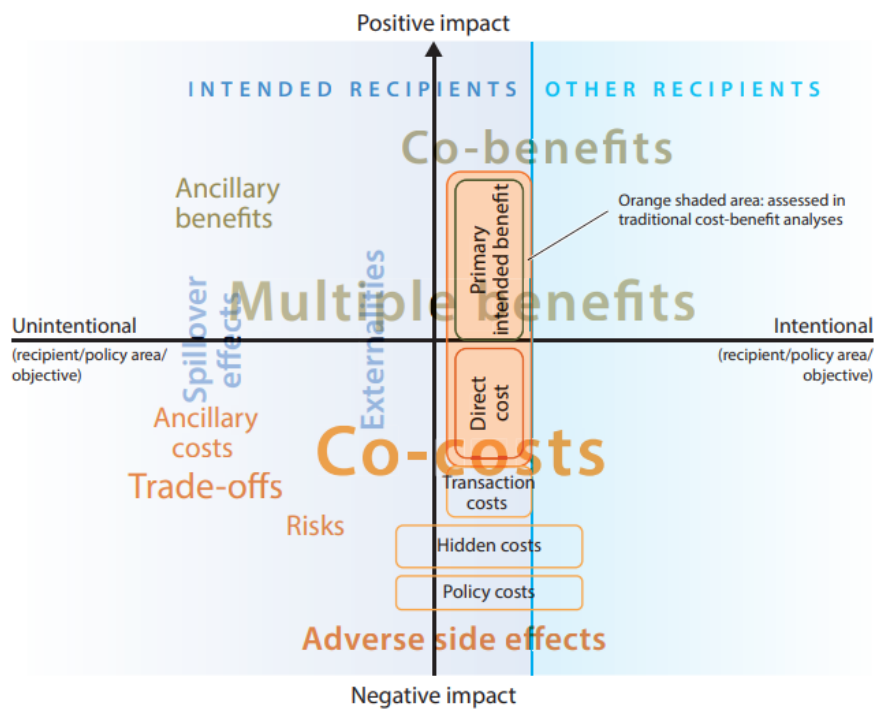 Positive impact
INTENDED RECIPIENTS
OTHER RECIPIENTS
Co-benefits
Ancillary
benefits
Primary
intended benefit
Orange shaded area: assessed in
traditional cost-benefit analyses
Multiple benefits
Spillover
effects
Externalities
Unintentional
(recipient/policy area/
objective)
Intentional
(recipient/policy area/
objective)
Direct
cost
Ancillary
costs
Co-costs
Trade-offs
Transaction
costs
Risks
Hidden costs
Policy costs
Adverse side effects
Negative impact